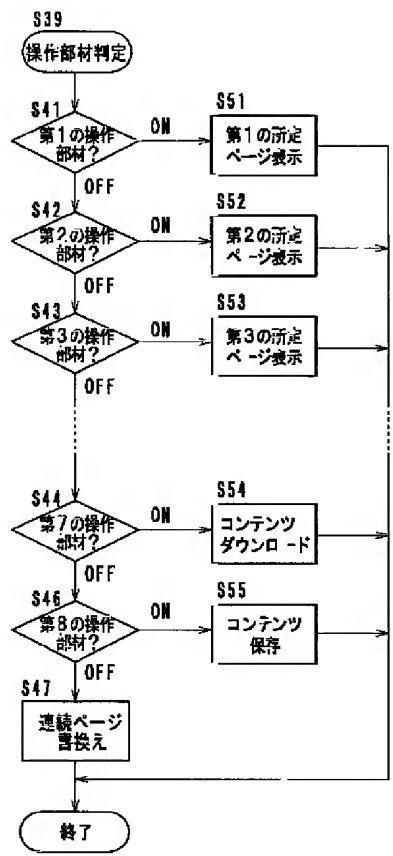 S39
操作部材判定
S41
第1の操作
部材?
ON
OFF
S51
第1の所定
ページ表示
S42
第2の操作
部材?
ON
OFF
S52
第2の所定
ページ表示
S43
第3の操作
部材?
ON
OFF
S53
第3の所定
ページ表示
S44
第7の操作
部材?
ON
OFF
S54
コンテンツ
ダウンロード
S46
第8の操作
部材?
ON
OFF
S55
コンテンツ
保存
S47
連続ページ
書換え
終了